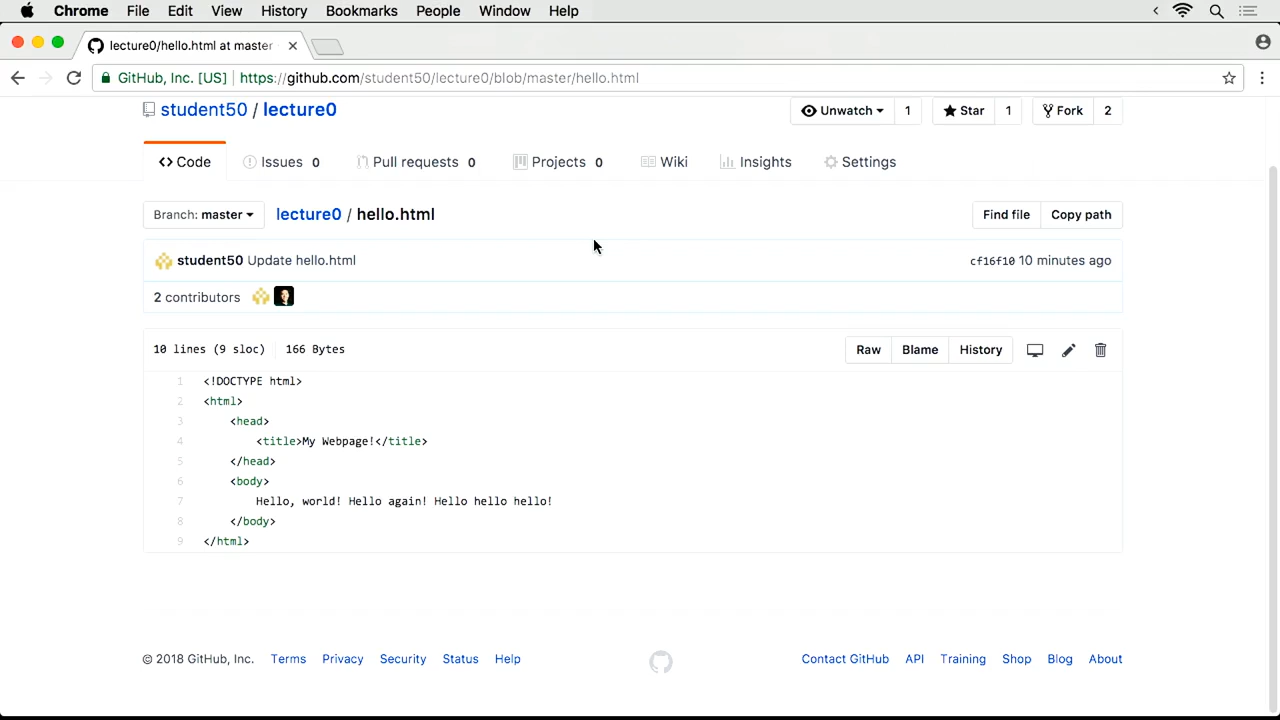 Chrome File Edit View History Bookmarks People Window Help
lecture0/hello.html at master
GitHub, Inc. [US] https://github.com/student50/lecture0/blob/master/hello.html
student50 / lecture0 Unwatch 1 Star 1 Fork 2
Code Issues 0 Pull requests 0 Projects 0 Wiki Insights Settings
Branch: master lecture0 / hello.html Find file Copy path
student50 Update hello.html cf16f10 10 minutes ago
2 contributors
10 lines (9 sloc) 166 Bytes Raw Blame History
1 <!DOCTYPE html>
2 <html>
3 <head>
4 <title>My Webpage!</title>
5 </head>
6 <body>
7 Hello, world! Hello again! Hello hello hello!
8 </body>
9 </html>
© 2018 GitHub, Inc. Terms Privacy Security Status Help Contact GitHub API Training Shop Blog About